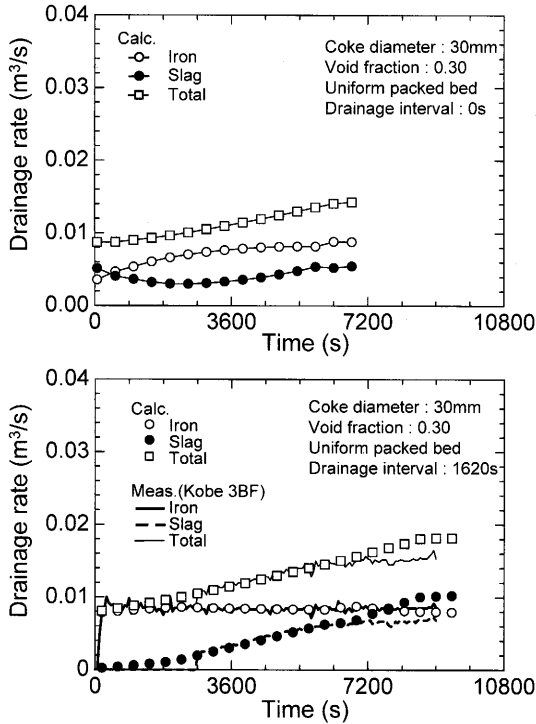 Drainage rate (m³/s)
0.04
0.03
0.02
0.01
0.00
Calc.
Iron
Slag
Total
Coke diameter : 30mm
Void fraction : 0.30
Uniform packed bed
Drainage interval : 0s
0
3600
7200
10800
Time (s)
Drainage rate (m³/s)
0.04
0.03
0.02
0.01
0
Calc.
Iron
Slag
Total
Meas.(Kobe 3BF)
Iron
Slag
Total
Coke diameter : 30mm
Void fraction : 0.30
Uniform packed bed
Drainage interval : 1620s
0
3600
7200
10800
Time (s)